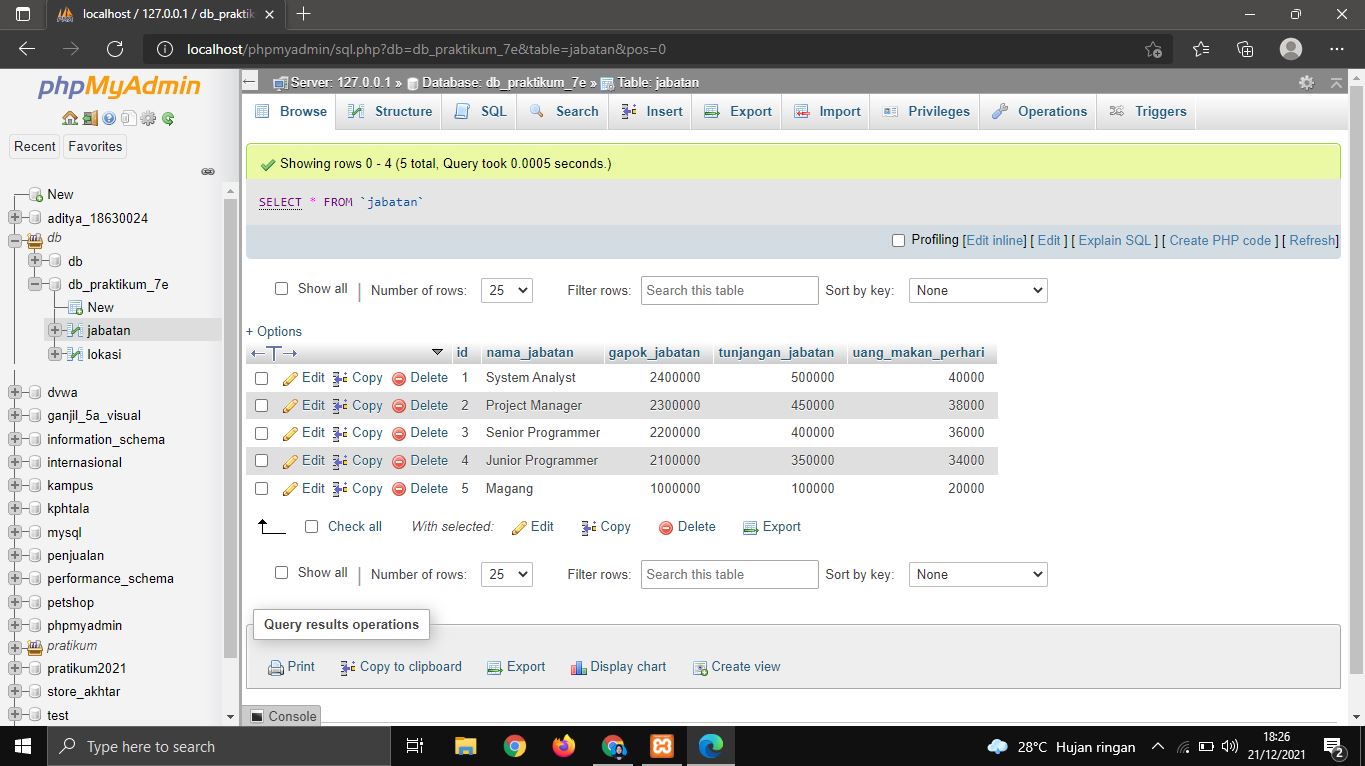 localhost / 127.0.0.1 / db_praktik
localhost/phpmyadmin/sql.php?db=db_praktikum_7e&table=jabatan&pos=0
phpMyAdmin
Recent Favorites
New
aditya_18630024
db
db
db_praktikum_7e
New
jabatan
lokasi
dvwa
ganjil_5a_visual
information_schema
internasional
kampus
kphtala
mysql
penjualan
performance_schema
petshop
phpmyadmin
pratikum
pratikum2021
store_akhtar
test
Server: 127.0.0.1 » Database: db_praktikum_7e » Table: jabatan
Browse Structure SQL Search Insert Export Import Privileges Operations Triggers
Showing rows 0 - 4 (5 total, Query took 0.0005 seconds.)
SELECT * FROM `jabatan`
Profiling [Edit inline] [ Edit ] [ Explain SQL ] [ Create PHP code ] [ Refresh]
Show all | Number of rows: 25 Filter rows: Search this table Sort by key: None
+ Options
←T→ id nama_jabatan gapok_jabatan tunjangan_jabatan uang_makan_perhari
Edit Copy Delete 1 System Analyst 2400000 500000 40000
Edit Copy Delete 2 Project Manager 2300000 450000 38000
Edit Copy Delete 3 Senior Programmer 2200000 400000 36000
Edit Copy Delete 4 Junior Programmer 2100000 350000 34000
Edit Copy Delete 5 Magang 1000000 100000 20000
Check all With selected: Edit Copy Delete Export
Show all | Number of rows: 25 Filter rows: Search this table Sort by key: None
Query results operations
Print Copy to clipboard Export Display chart Create view
Console
Type here to search
28°C Hujan ringan
18:26
21/12/2021
2